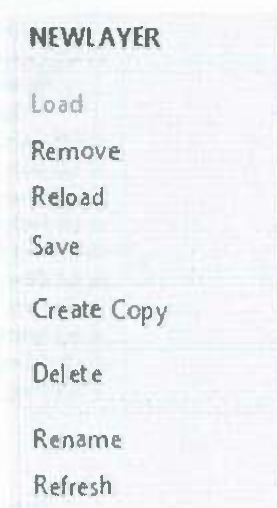 NEWLAYER
Load
Remove
Reload
Save
Create Copy
Delete
Rename
Refresh